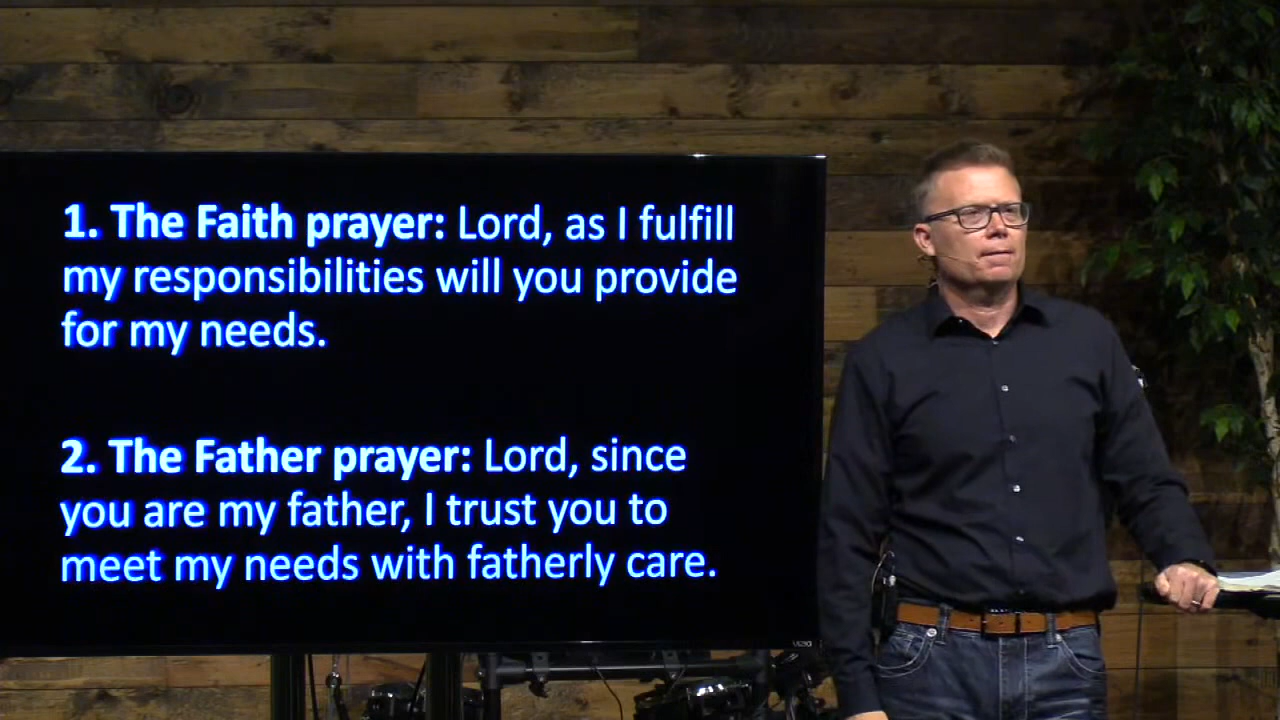 1. The Faith prayer: Lord, as I fulfill
my responsibilities will you provide
for my needs.
2. The Father prayer: Lord, since
you are my father, I trust you to
meet my needs with fatherly care.